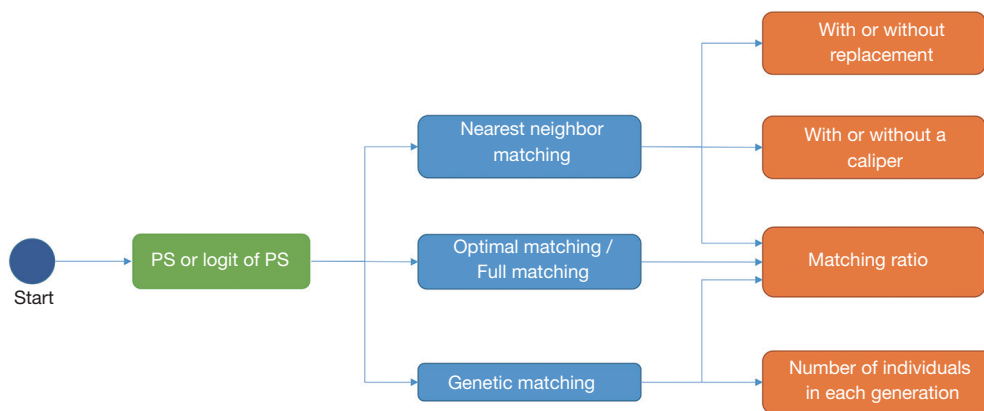 Start
PS or logit of PS
Nearest neighbor
matching
Optimal matching /
Full matching
Genetic matching
With or without
replacement
With or without a
caliper
Matching ratio
Number of individuals
in each generation